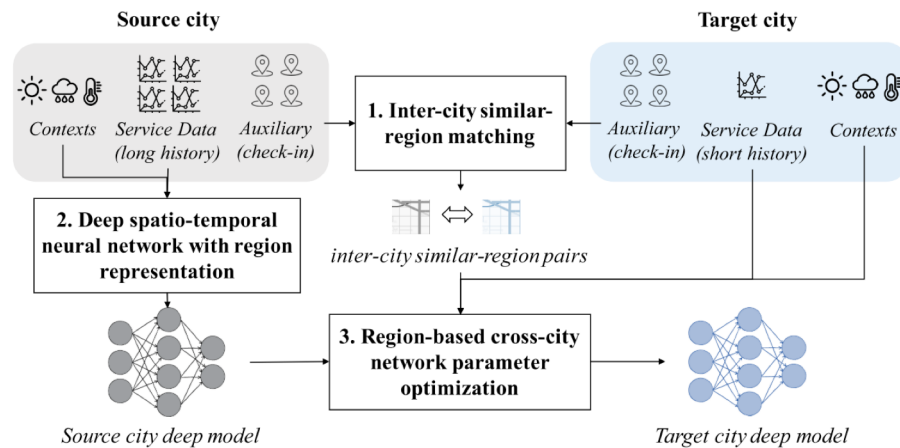 Source city
Target city
Contexts
Service Data
(long history)
Auxiliary
(check-in)
1. Inter-city similar-
region matching
Auxiliary
(check-in)
Service Data
(short history)
Contexts
2. Deep spatio-temporal
neural network with region
representation
inter-city similar-region pairs
3. Region-based cross-city
network parameter
optimization
Source city deep model
Target city deep model